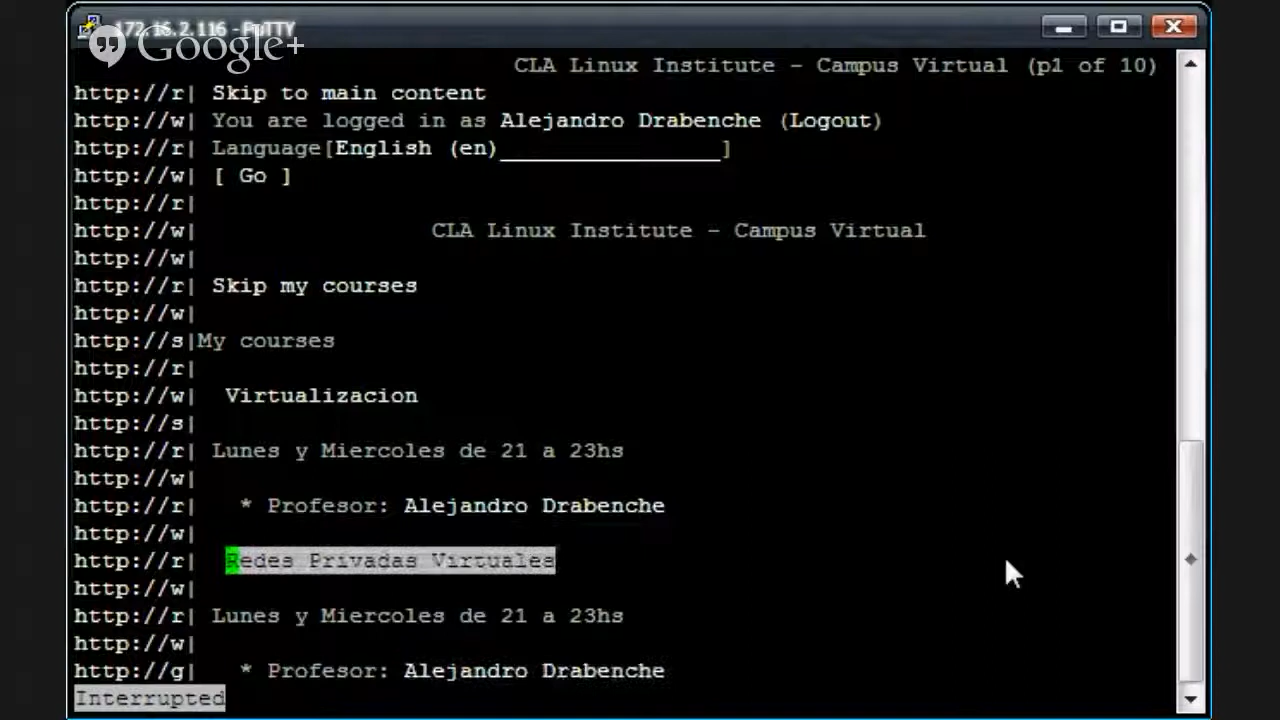 172.16.2.116 - PuTTY
Google+
CLA Linux Institute - Campus Virtual (p1 of 10)
http://r| Skip to main content
http://w| You are logged in as Alejandro Drabenche (Logout)
http://r| Language[English (en)________________]
http://w| [ Go ]
http://r|
http://w| CLA Linux Institute - Campus Virtual
http://w|
http://r| Skip my courses
http://w|
http://s|My courses
http://r|
http://w| Virtualizacion
http://s|
http://r| Lunes y Miercoles de 21 a 23hs
http://w|
http://r| * Profesor: Alejandro Drabenche
http://w|
http://r| Redes Privadas Virtuales
http://w|
http://r| Lunes y Miercoles de 21 a 23hs
http://w|
http://g| * Profesor: Alejandro Drabenche
Interrupted